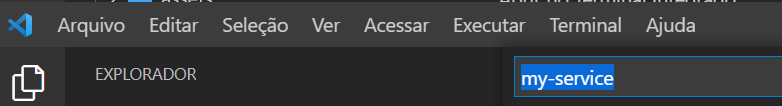 Arquivo Editar Seleção Ver Acessar Executar Terminal Ajuda
EXPLORADOR
my-service